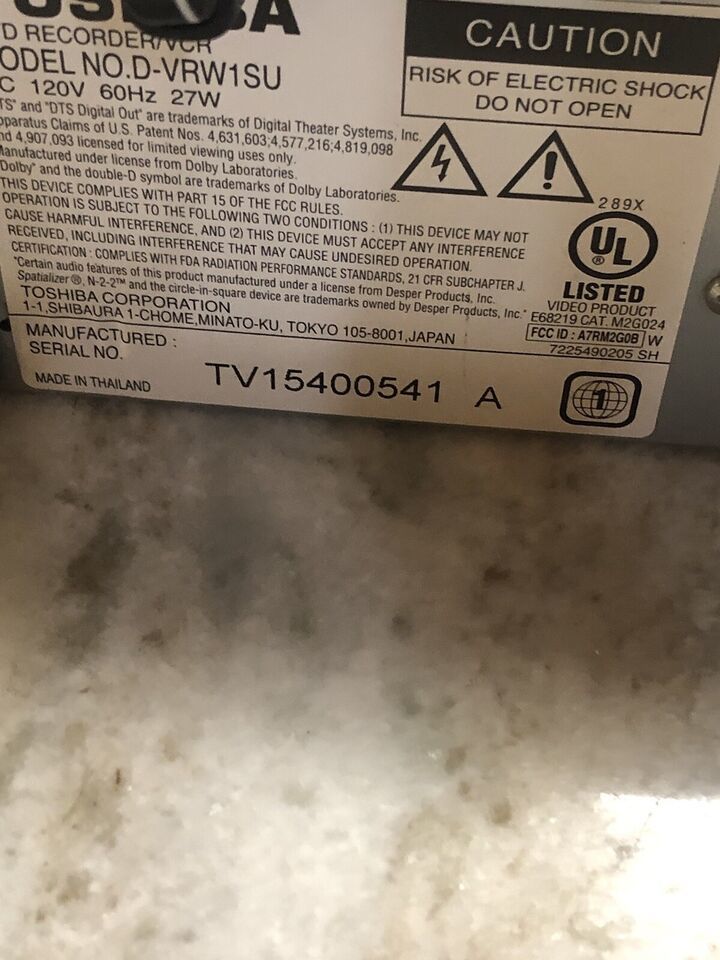 D RECORDER/VCR
ODEL NO.D-VRW1SU
C 120V 60Hz 27W
TS" and "DTS Digital Out" are trademarks of Digital Theater Systems, Inc.
pparatus Claims of U.S. Patent Nos. 4,631,603;4,577,216;4,819,098
nd 4,907,093 licensed for limited viewing uses only.
Manufactured under license from Dolby Laboratories.
"Dolby" and the double-D symbol are trademarks of Dolby Laboratories.
THIS DEVICE COMPLIES WITH PART 15 OF THE FCC RULES.
OPERATION IS SUBJECT TO THE FOLLOWING TWO CONDITIONS : (1) THIS DEVICE MAY NOT
CAUSE HARMFUL INTERFERENCE, AND (2) THIS DEVICE MUST ACCEPT ANY INTERFERENCE
RECEIVED, INCLUDING INTERFERENCE THAT MAY CAUSE UNDESIRED OPERATION.
CERTIFICATION : COMPLIES WITH FDA RADIATION PERFORMANCE STANDARDS, 21 CFR SUBCHAPTER J.
"Certain audio features of this product manufactured under a license from Desper Products, Inc.
Spatializer®, N-2-2™ and the circle-in-square device are trademarks owned by Desper Products, Inc."
TOSHIBA CORPORATION
1-1,SHIBAURA 1-CHOME,MINATO-KU, TOKYO 105-8001,JAPAN
CAUTION
RISK OF ELECTRIC SHOCK
DO NOT OPEN
289X
UL
®
LISTED
VIDEO PRODUCT
E68219 CAT. M2G024
FCC ID : A7RM2G0B W
7225490205 SH
MANUFACTURED :
SERIAL NO.
TV15400541 A
MADE IN THAILAND
1